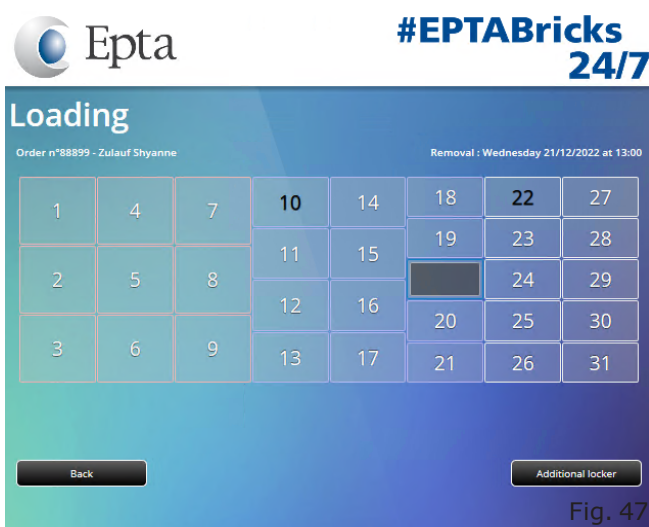 Epta
#EPTABricks
24/7
Loading
Order n°88899 - Zulauf Shyanne
Removal : Wednesday 21/12/2022 at 13:00
1 4 7 10 14 18 22 27
11 15 19 23 28
2 5 8 24 29
12 16 20 25 30
3 6 9 13 17 21 26 31
Back
Additional locker
Fig. 47